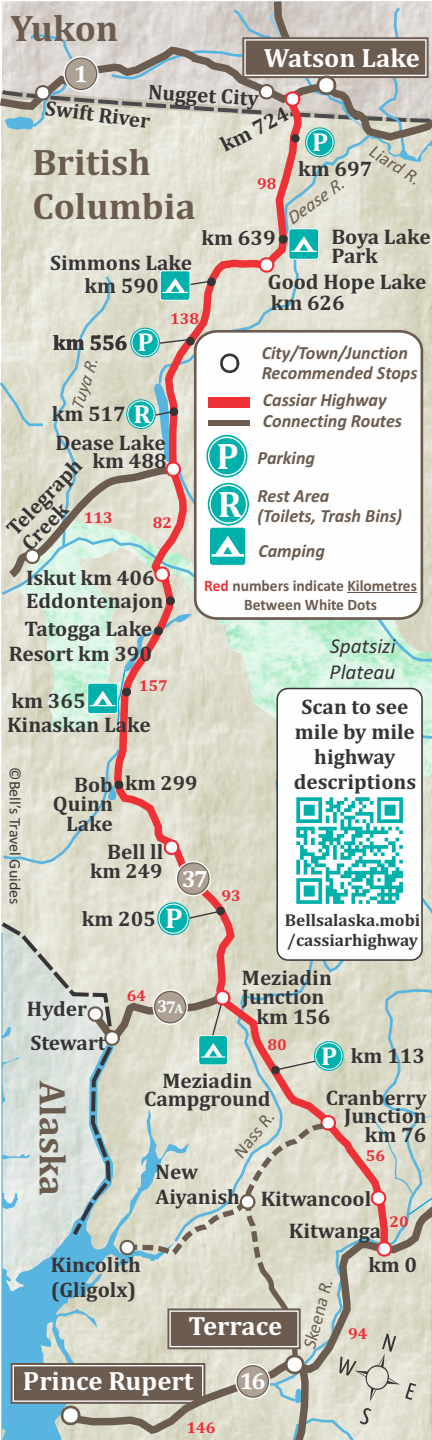 Yukon
Watson Lake
1
Nugget City
Swift River
km 724
P
km 697
Liard R.
British
Columbia
98
Dease R.
km 639
Boya Lake
Park
Simmons Lake
km 590
Good Hope Lake
km 626
138
km 556 P
Tuya R.
km 517 R
Dease Lake
km 488
City/Town/Junction
Recommended Stops
Cassiar Highway
Connecting Routes
P Parking
R Rest Area
(Toilets, Trash Bins)
Camping
Red numbers indicate Kilometres
Between White Dots
Telegraph
Creek
113
82
Iskut km 406
Eddontenajon
Tatogga Lake
Resort km 390
Spatsizi
Plateau
157
km 365
Kinaskan Lake
Scan to see
mile by mile
highway
descriptions
Bellsalaska.mobi
/cassiarhighway
©Bell's Travel Guides
Bob km 299
Quinn
Lake
Bell ll
km 249
37
93
km 205 P
Meziadin
Junction
km 156
64
37A
Hyder
Stewart
80
P km 113
Meziadin
Campground
Alaska
Cranberry
Junction
km 76
Nass R.
56
New
Aiyanish
Kitwancool
20
Kitwanga
km 0
Kincolith
(Gligolx)
Terrace
Skeena R.
94
N
W
E
S
Prince Rupert
16
146